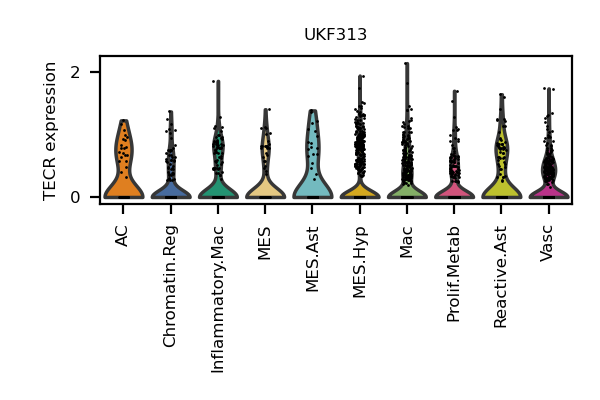 UKF313
TECR expression
2
0
AC
Chromatin.Reg
Inflammatory.Mac
MES
MES.Ast
MES.Hyp
Mac
Prolif.Metab
Reactive.Ast
Vasc